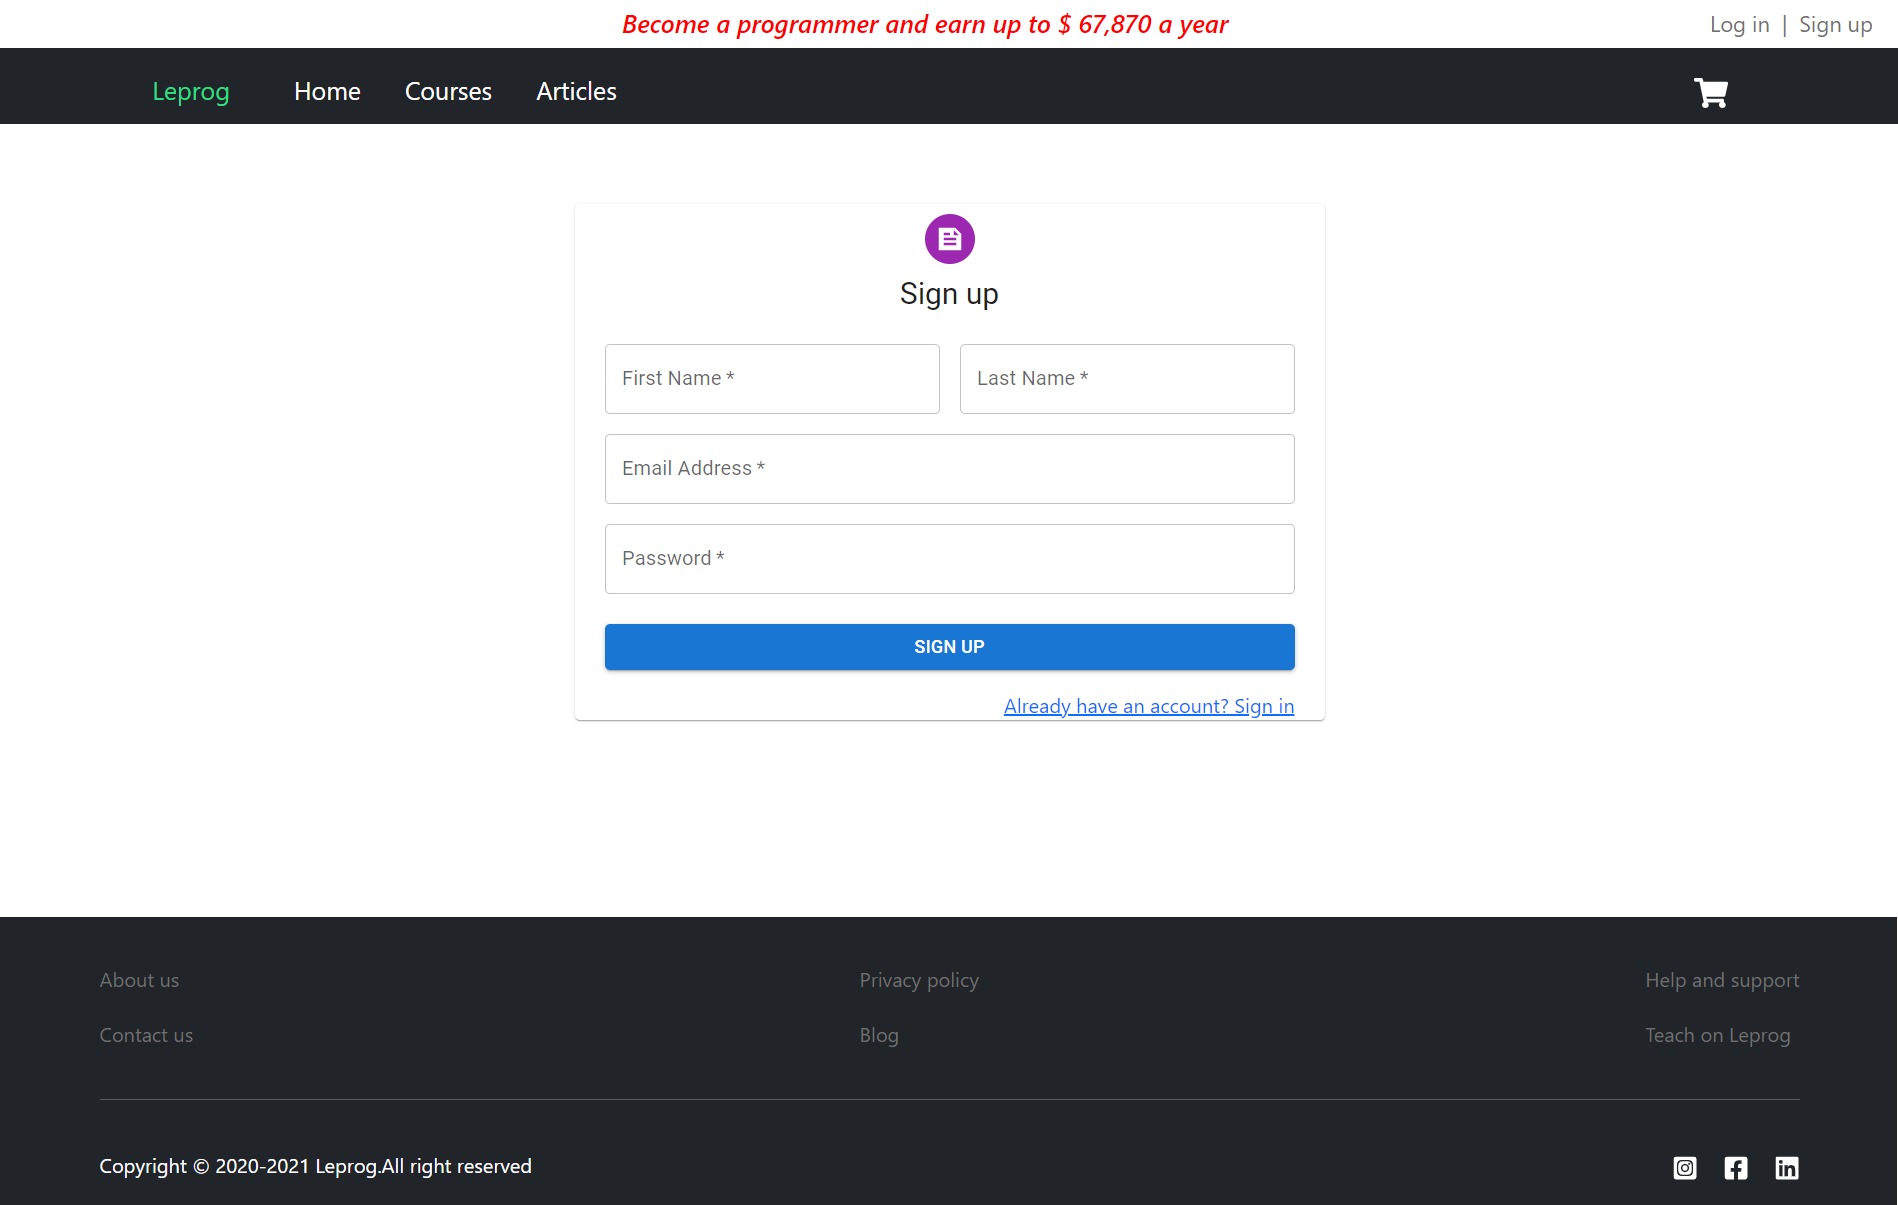 Become a programmer and earn up to $ 67,870 a year
Log in | Sign up
Leprog Home Courses Articles
Sign up
First Name * Last Name *
Email Address *
Password *
SIGN UP
Already have an account? Sign in
About us Privacy policy Help and support
Contact us Blog Teach on Leprog
Copyright © 2020-2021 Leprog.All right reserved